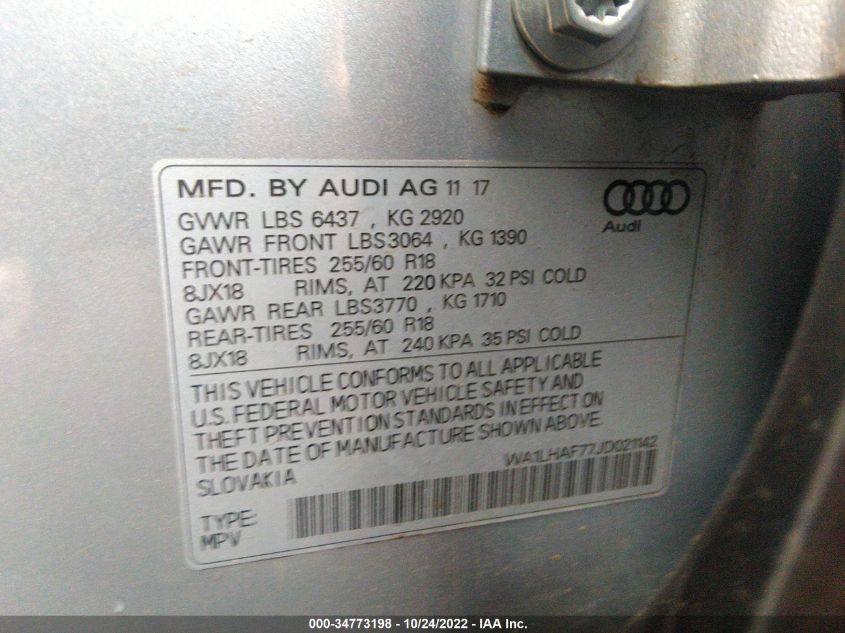 MFD. BY AUDI AG 11 17
Audi
GVWR LBS 6437 , KG 2920
GAWR FRONT LBS3064 , KG 1390
FRONT-TIRES 255/60 R18
8JX18 RIMS, AT 220 KPA 32 PSI COLD
GAWR REAR LBS3770 , KG 1710
REAR-TIRES 255/60 R18
8JX18 RIMS, AT 240 KPA 35 PSI COLD
THIS VEHICLE CONFORMS TO ALL APPLICABLE
U.S. FEDERAL MOTOR VEHICLE SAFETY AND
THEFT PREVENTION STANDARDS IN EFFECT ON
THE DATE OF MANUFACTURE SHOWN ABOVE.
SLOVAKIA WA1LHAF77JD021142
TYPE:
MPV
000-34773198 - 10/24/2022 - IAA Inc.